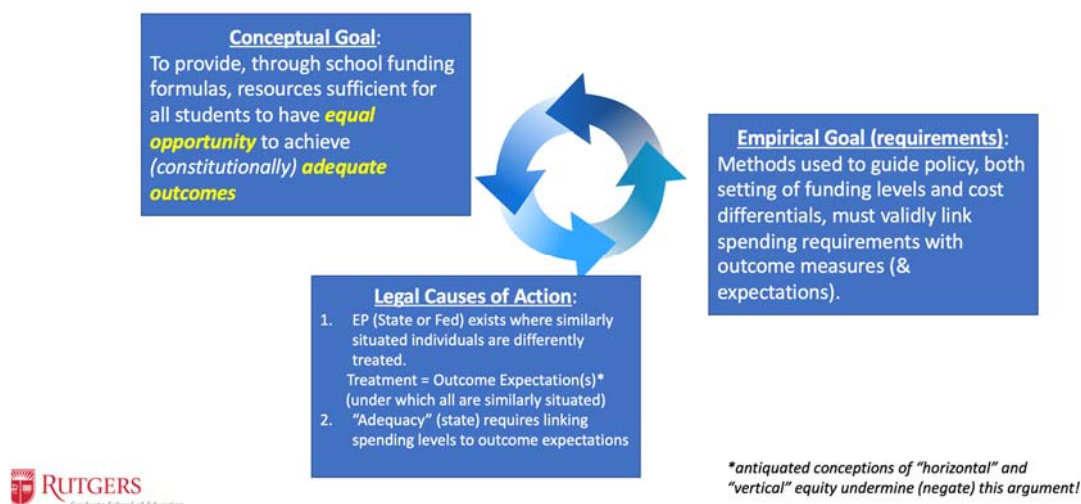 Conceptual Goal:
To provide, through school funding
formulas, resources sufficient for
all students to have equal
opportunity to achieve
(constitutionally) adequate
outcomes
Empirical Goal (requirements):
Methods used to guide policy, both
setting of funding levels and cost
differentials, must validly link
spending requirements with
outcome measures (&
expectations).
Legal Causes of Action:
1. EP (State or Fed) exists where similarly
situated individuals are differently
treated.
Treatment = Outcome Expectation(s)*
(under which all are similarly situated)
2. “Adequacy” (state) requires linking
spending levels to outcome expectations
RUTGERS
*antiquated conceptions of “horizontal” and
“vertical” equity undermine (negate) this argument!